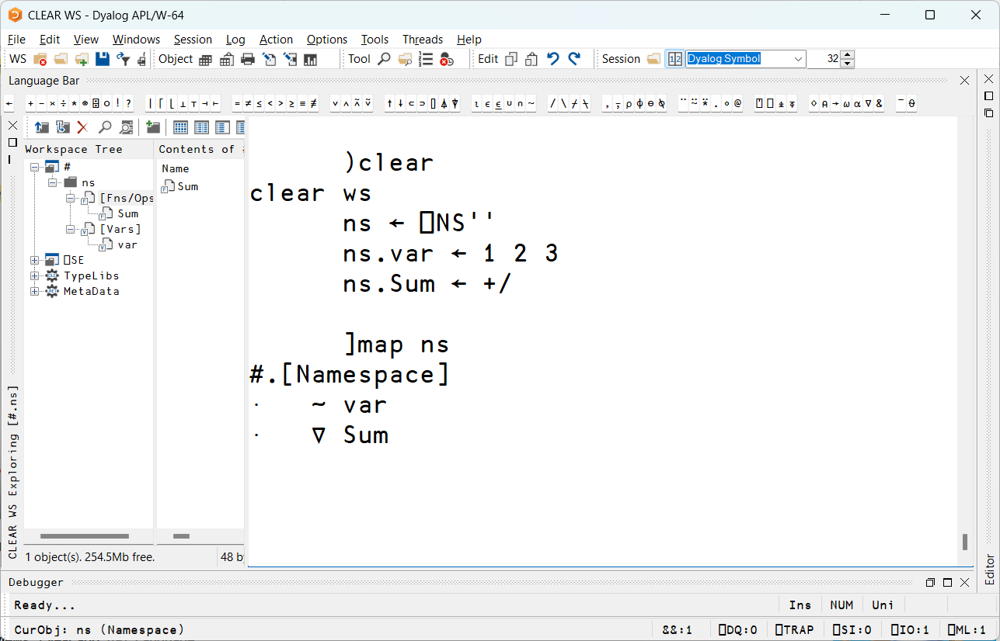 CLEAR WS - Dyalog APL/W-64
File Edit View Windows Session Log Action Options Tools Threads Help
WS Object Tool Edit Session Dyalog Symbol 32
Language Bar
← + - × ÷ * ⍟ ⌹ ○ ! ? | ⌈ ⌊ ⊥ ⊤ ⊣ ⊢ = ≠ ≤ < > ≥ ≡ ≢ ∨ ∧ ⍲ ⍱ ↑ ↓ ⊂ ⊃ ⌷ ⍋ ⍒ ⍳ ∊ ⍷ ∪ ∩ ~ / \ ⌿ ⍀ , ⍪ ⍴ ⌽ ⊖ ⍉ ¨ ⍨ ⍣ . ∘ @ ⍞ ⎕ ⍎ ⍕ ⋄ ⍝ → ⍵ ⍺ ∇ & ¯ ⍬
Workspace Tree
#
ns
[Fns/Ops
Sum
[Vars]
var
⎕SE
TypeLibs
MetaData
Contents of #
Name
Sum
)clear
clear ws
ns ← ⎕NS''
ns.var ← 1 2 3
ns.Sum ← +/
]map ns
#.[Namespace]
· ~ var
· ∇ Sum
CLEAR WS Exploring [#.ns]
1 object(s). 254.5Mb free.
48 by
Editor
Debugger
Ready...
Ins NUM Uni
CurObj: ns (Namespace)
&&:1 ⎕DQ:0 ⎕TRAP ⎕SI:0 ⎕IO:1 ⎕ML:1